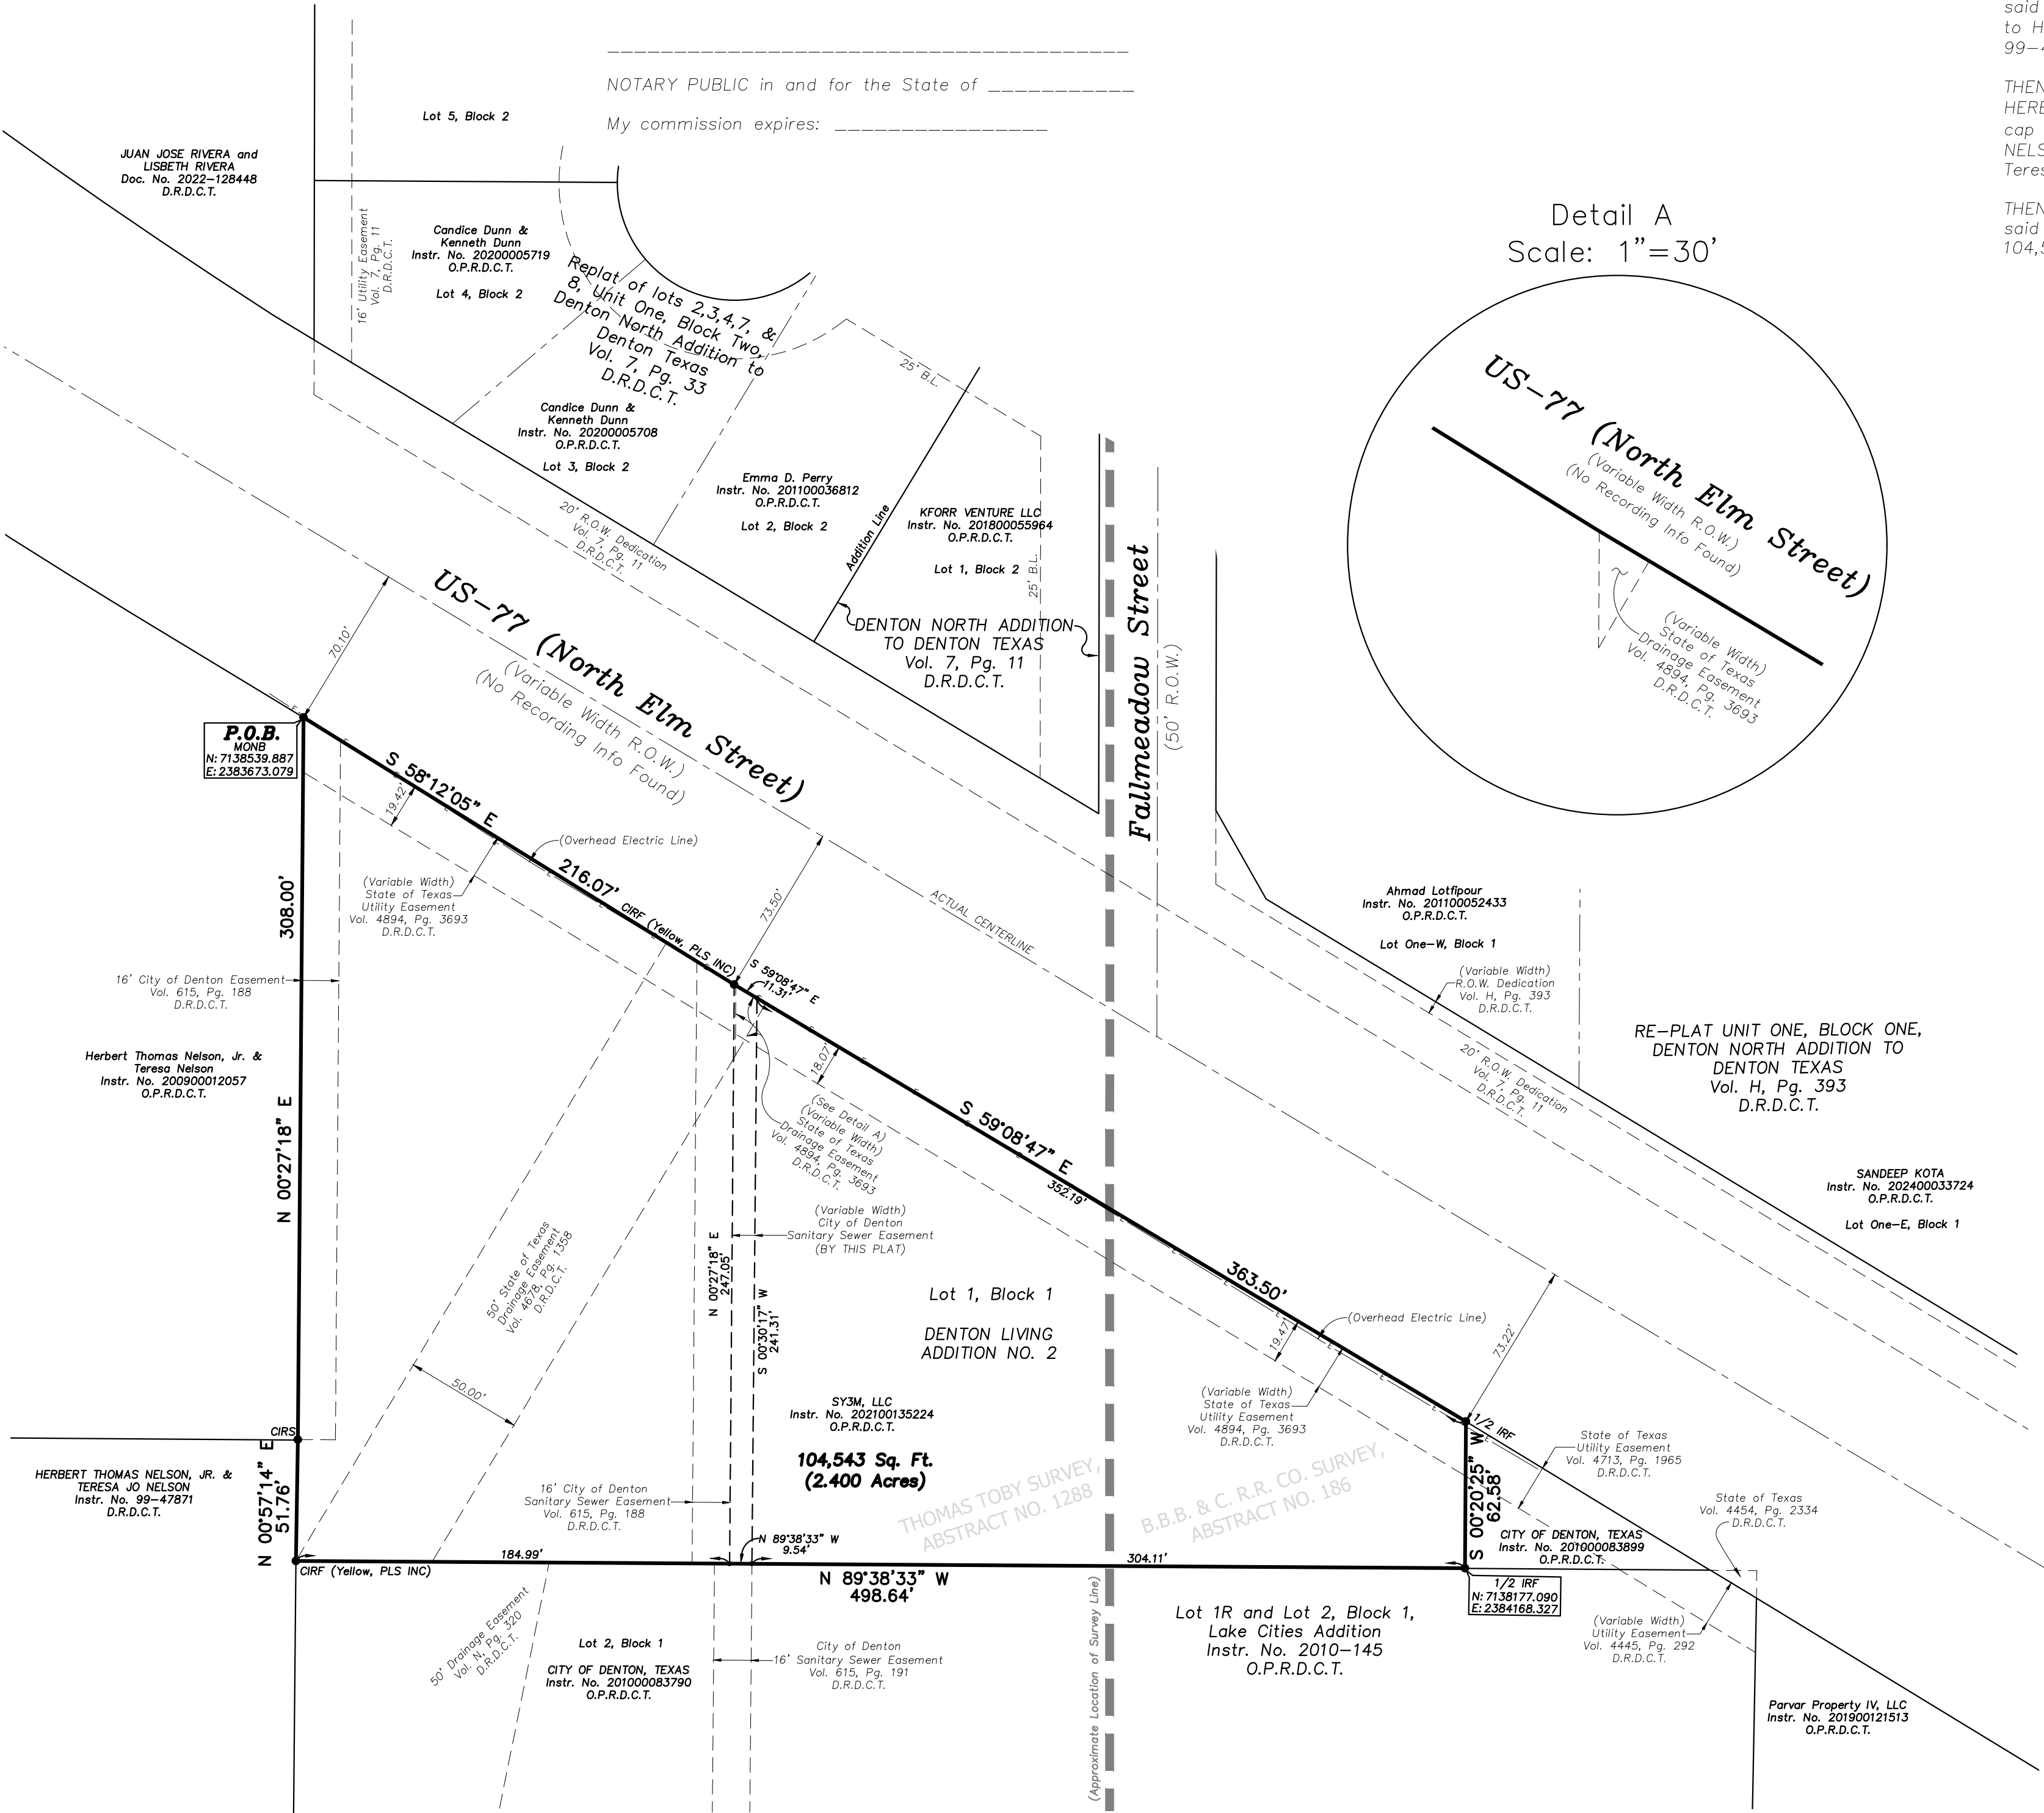 NOTARY PUBLIC in and for the State of ___________
My commission expires: ________________
said
to H
99-4
THEN
HERE
cap
NELS
Teres
THEN
said
104,5
Detail A
Scale: 1"=30'
US-77 (North Elm Street)
(Variable Width R.O.W.)
(No Recording Info Found)
(Variable Width)
State of Texas
Drainage Easement
Vol. 4894, Pg. 3693
D.R.D.C.T.
Lot 5, Block 2
JUAN JOSE RIVERA and
LISBETH RIVERA
Doc. No. 2022-128448
D.R.D.C.T.
16' Utility Easement
Vol. 7, Pg. 11
D.R.D.C.T.
Candice Dunn &
Kenneth Dunn
Instr. No. 20200005719
O.P.R.D.C.T.
Lot 4, Block 2
Replat of lots 2,3,4,7, &
8, Unit One, Block Two,
Denton North Addition to
Denton Texas
Vol. 7, Pg. 33
D.R.D.C.T.
Candice Dunn &
Kenneth Dunn
Instr. No. 20200005708
O.P.R.D.C.T.
Lot 3, Block 2
25' B.L.
Emma D. Perry
Instr. No. 201100036812
O.P.R.D.C.T.
Lot 2, Block 2
Addition Line
KFORR VENTURE LLC
Instr. No. 201800055964
O.P.R.D.C.T.
Lot 1, Block 2
25' B.L.
20' R.O.W. Dedication
Vol. 7, Pg. 11
D.R.D.C.T.
DENTON NORTH ADDITION
TO DENTON TEXAS
Vol. 7, Pg. 11
D.R.D.C.T.
Fallmeadow Street
(50' R.O.W.)
US-77 (North Elm Street)
(Variable Width R.O.W.)
(No Recording Info Found)
70.10'
P.O.B.
MONB
N: 7138539.887
E: 2383673.079
S 58°12'05" E
216.07'
19.42'
(Overhead Electric Line)
CIRF (Yellow, PLS INC)
73.50'
ACTUAL CENTERLINE
(Variable Width)
State of Texas
Utility Easement
Vol. 4894, Pg. 3693
D.R.D.C.T.
308.00'
N 00°27'18" E
16' City of Denton Easement
Vol. 615, Pg. 188
D.R.D.C.T.
Herbert Thomas Nelson, Jr. &
Teresa Nelson
Instr. No. 200900012057
O.P.R.D.C.T.
S 59°08'47" E
11.31'
18.07'
(See Detail A)
(Variable Width)
State of Texas
Drainage Easement
Vol. 4894, Pg. 3693
D.R.D.C.T.
(Variable Width)
City of Denton
Sanitary Sewer Easement
(BY THIS PLAT)
S 59°08'47" E
352.19'
363.50'
Ahmad Lotfipour
Instr. No. 201100052433
O.P.R.D.C.T.
Lot One-W, Block 1
(Variable Width)
R.O.W. Dedication
Vol. H, Pg. 393
D.R.D.C.T.
20' R.O.W. Dedication
Vol. 7, Pg. 11
D.R.D.C.T.
RE-PLAT UNIT ONE, BLOCK ONE,
DENTON NORTH ADDITION TO
DENTON TEXAS
Vol. H, Pg. 393
D.R.D.C.T.
SANDEEP KOTA
Instr. No. 202400033724
O.P.R.D.C.T.
Lot One-E, Block 1
50' State of Texas
Drainage Easement
Vol. 4678, Pg. 1358
D.R.D.C.T.
50.00'
N 00°27'18" E
247.05'
S 00°30'17" W
241.31'
Lot 1, Block 1
DENTON LIVING
ADDITION NO. 2
SY3M, LLC
Instr. No. 202100135224
O.P.R.D.C.T.
104,543 Sq. Ft.
(2.400 Acres)
(Overhead Electric Line)
19.47'
73.22'
(Variable Width)
State of Texas
Utility Easement
Vol. 4894, Pg. 3693
D.R.D.C.T.
1/2 IRF
State of Texas
Utility Easement
Vol. 4713, Pg. 1965
D.R.D.C.T.
State of Texas
Vol. 4454, Pg. 2334
D.R.D.C.T.
S 00°20'25" W
62.58'
CITY OF DENTON, TEXAS
Instr. No. 201000083899
O.P.R.D.C.T.
CIRS
HERBERT THOMAS NELSON, JR. &
TERESA JO NELSON
Instr. No. 99-47871
D.R.D.C.T.
N 00°57'14" E
51.76'
16' City of Denton
Sanitary Sewer Easement
Vol. 615, Pg. 188
D.R.D.C.T.
THOMAS TOBY SURVEY,
ABSTRACT NO. 1288
B.B.B. & C. R.R. CO. SURVEY,
ABSTRACT NO. 186
N 89°38'33" W
9.54'
184.99'
304.11'
CIRF (Yellow, PLS INC)
N 89°38'33" W
498.64'
1/2 IRF
N: 7138177.090
E: 2384168.327
50' Drainage Easement
Vol. N, Pg. 320
D.R.D.C.T.
Lot 2, Block 1
CITY OF DENTON, TEXAS
Instr. No. 201000083790
O.P.R.D.C.T.
City of Denton
16' Sanitary Sewer Easement
Vol. 615, Pg. 191
D.R.D.C.T.
(Approximate Location of Survey Line)
Lot 1R and Lot 2, Block 1,
Lake Cities Addition
Instr. No. 2010-145
O.P.R.D.C.T.
(Variable Width)
Utility Easement
Vol. 4445, Pg. 292
D.R.D.C.T.
Parvar Property IV, LLC
Instr. No. 201900121513
O.P.R.D.C.T.